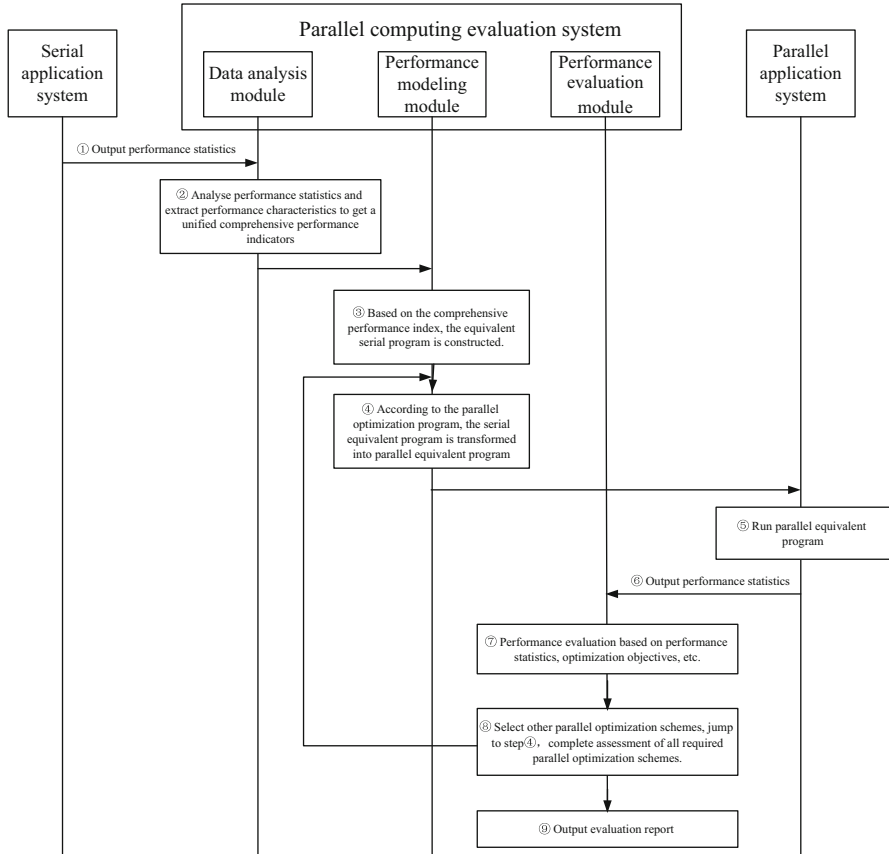 Parallel computing evaluation system
Serial
application
system
Data analysis
module
Performance
modeling
module
Performance
evaluation
module
Parallel
application
system
① Output performance statistics
② Analyse performance statistics and
extract performance characteristics to get a
unified comprehensive performance
indicators
③ Based on the comprehensive
performance index, the equivalent
serial program is constructed.
④ According to the parallel
optimization program, the serial
equivalent program is transformed
into parallel equivalent program
⑤ Run parallel equivalent
program
⑥ Output performance statistics
⑦ Performance evaluation based on performance
statistics, optimization objectives, etc.
⑧ Select other parallel optimization schemes, jump
to step④，complete assessment of all required
parallel optimization schemes.
⑨ Output evaluation report